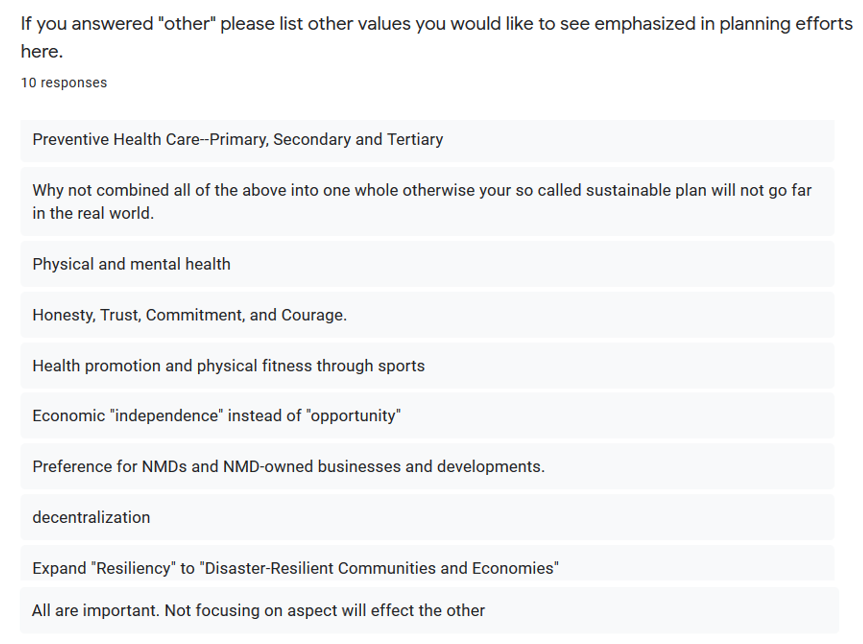 If you answered "other" please list other values you would like to see emphasized in planning efforts
here.
10 responses
Preventive Health Care--Primary, Secondary and Tertiary
Why not combined all of the above into one whole otherwise your so called sustainable plan will not go far
in the real world.
Physical and mental health
Honesty, Trust, Commitment, and Courage.
Health promotion and physical fitness through sports
Economic "independence" instead of "opportunity"
Preference for NMDs and NMD-owned businesses and developments.
decentralization
Expand "Resiliency" to "Disaster-Resilient Communities and Economies"
All are important. Not focusing on aspect will effect the other